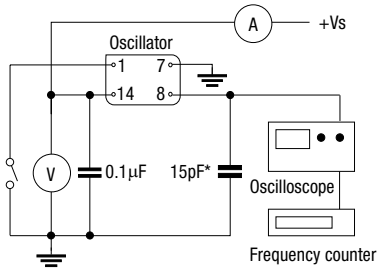 A
+Vs
Oscillator
1 7
14 8
V
0.1µF
15pF*
Oscilloscope
Frequency counter